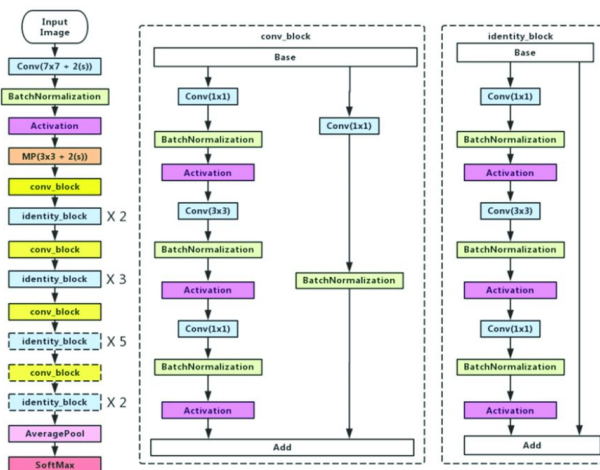 Input
Image
Conv(7x7 + 2(s))
BatchNormalization
Activation
MP(3x3 + 2(s))
conv_block
identity_block X 2
conv_block
identity_block X 3
conv_block
identity_block X 5
conv_block
identity_block X 2
AveragePool
SoftMax
conv_block
Base
Conv(1x1)
BatchNormalization
Activation
Conv(3x3)
BatchNormalization
Activation
Conv(1x1)
BatchNormalization
Activation
Conv(1x1)
BatchNormalization
Add
identity_block
Base
Conv(1x1)
BatchNormalization
Activation
Conv(3x3)
BatchNormalization
Activation
Conv(1x1)
BatchNormalization
Activation
Add